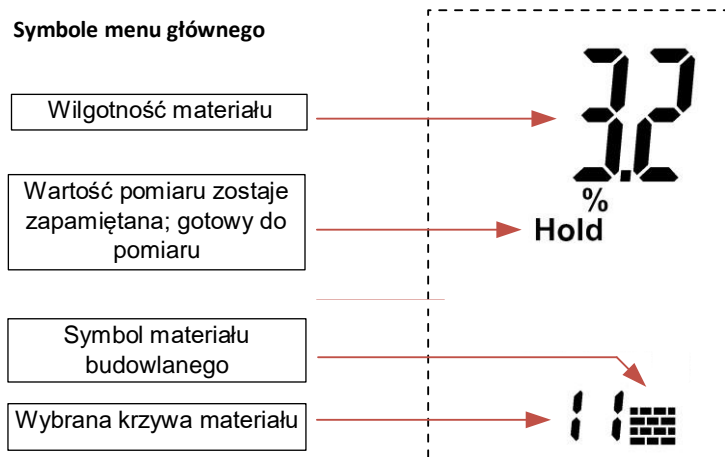 Symbole menu głównego
Wilgotność materiału
3.2
%
Wartość pomiaru zostaje
zapamiętana; gotowy do
pomiaru
Hold
Symbol materiału
budowlanego
Wybrana krzywa materiału
11